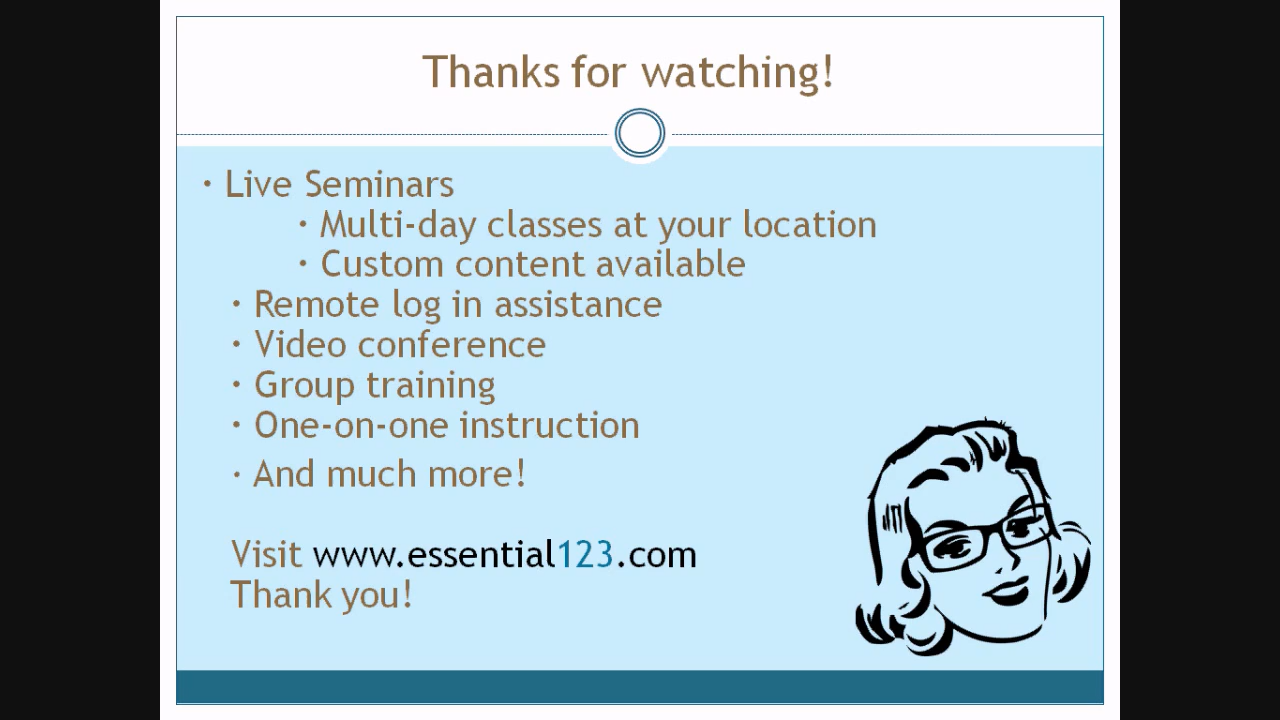 Thanks for watching!
• Live Seminars
• Multi-day classes at your location
• Custom content available
• Remote log in assistance
• Video conference
• Group training
• One-on-one instruction
• And much more!
Visit www.essential123.com
Thank you!